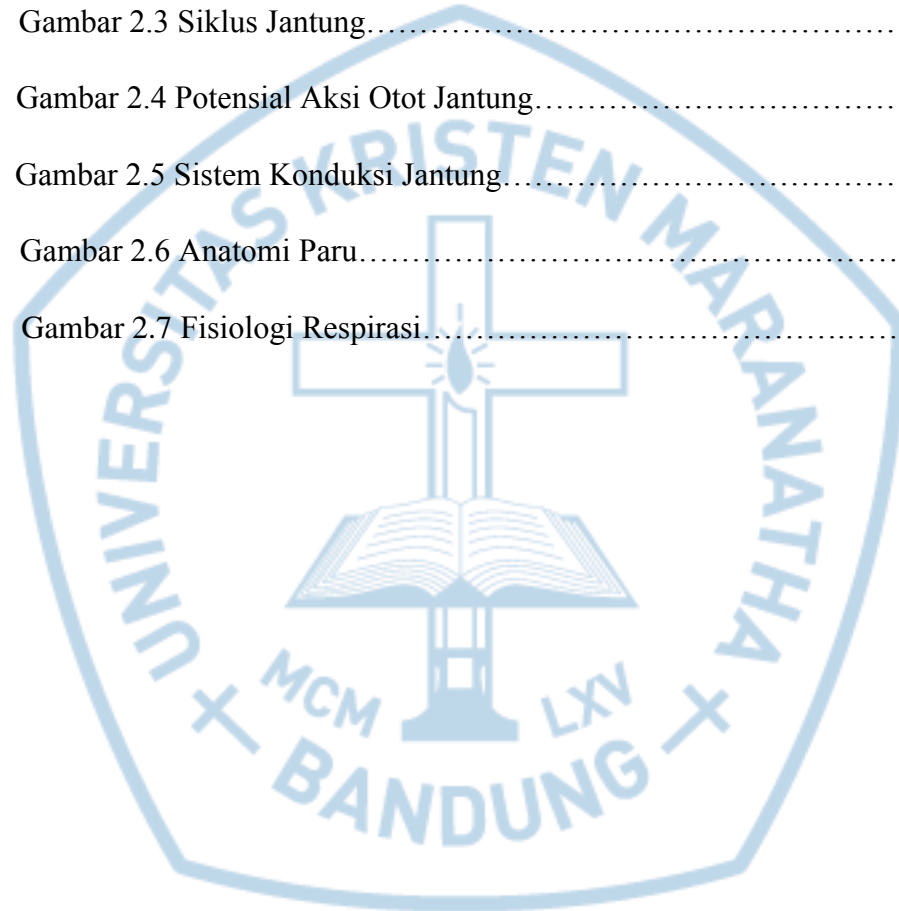 Gambar 2.3 Siklus Jantung……………………….……………………
Gambar 2.4 Potensial Aksi Otot Jantung……………………………
Gambar 2.5 Sistem Konduksi Jantung………………………………
Gambar 2.6 Anatomi Paru…………………………………….………
Gambar 2.7 Fisiologi Respirasi…………………………………….……
UNIVERSITAS KRISTEN MARANATHA
MCM LXV
BANDUNG